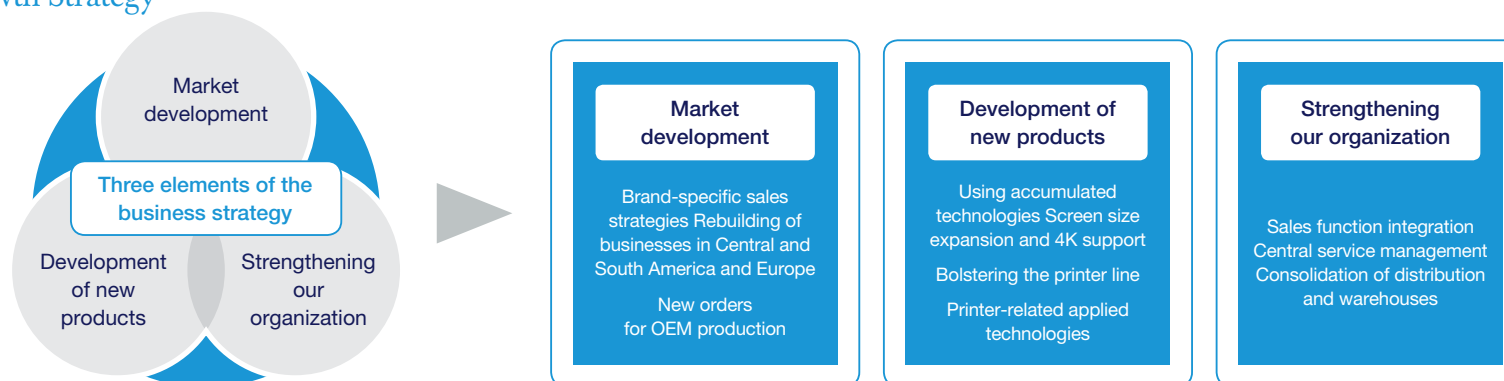 Strategy
Market
development
Three elements of the
business strategy
Development
of new
products
Strengthening
our
organization
Market
development
Brand-specific sales
strategies Rebuilding of
businesses in Central and
South America and Europe
New orders
for OEM production
Development of
new products
Using accumulated
technologies Screen size
expansion and 4K support
Bolstering the printer line
Printer-related applied
technologies
Strengthening
our organization
Sales function integration
Central service management
Consolidation of distribution
and warehouses